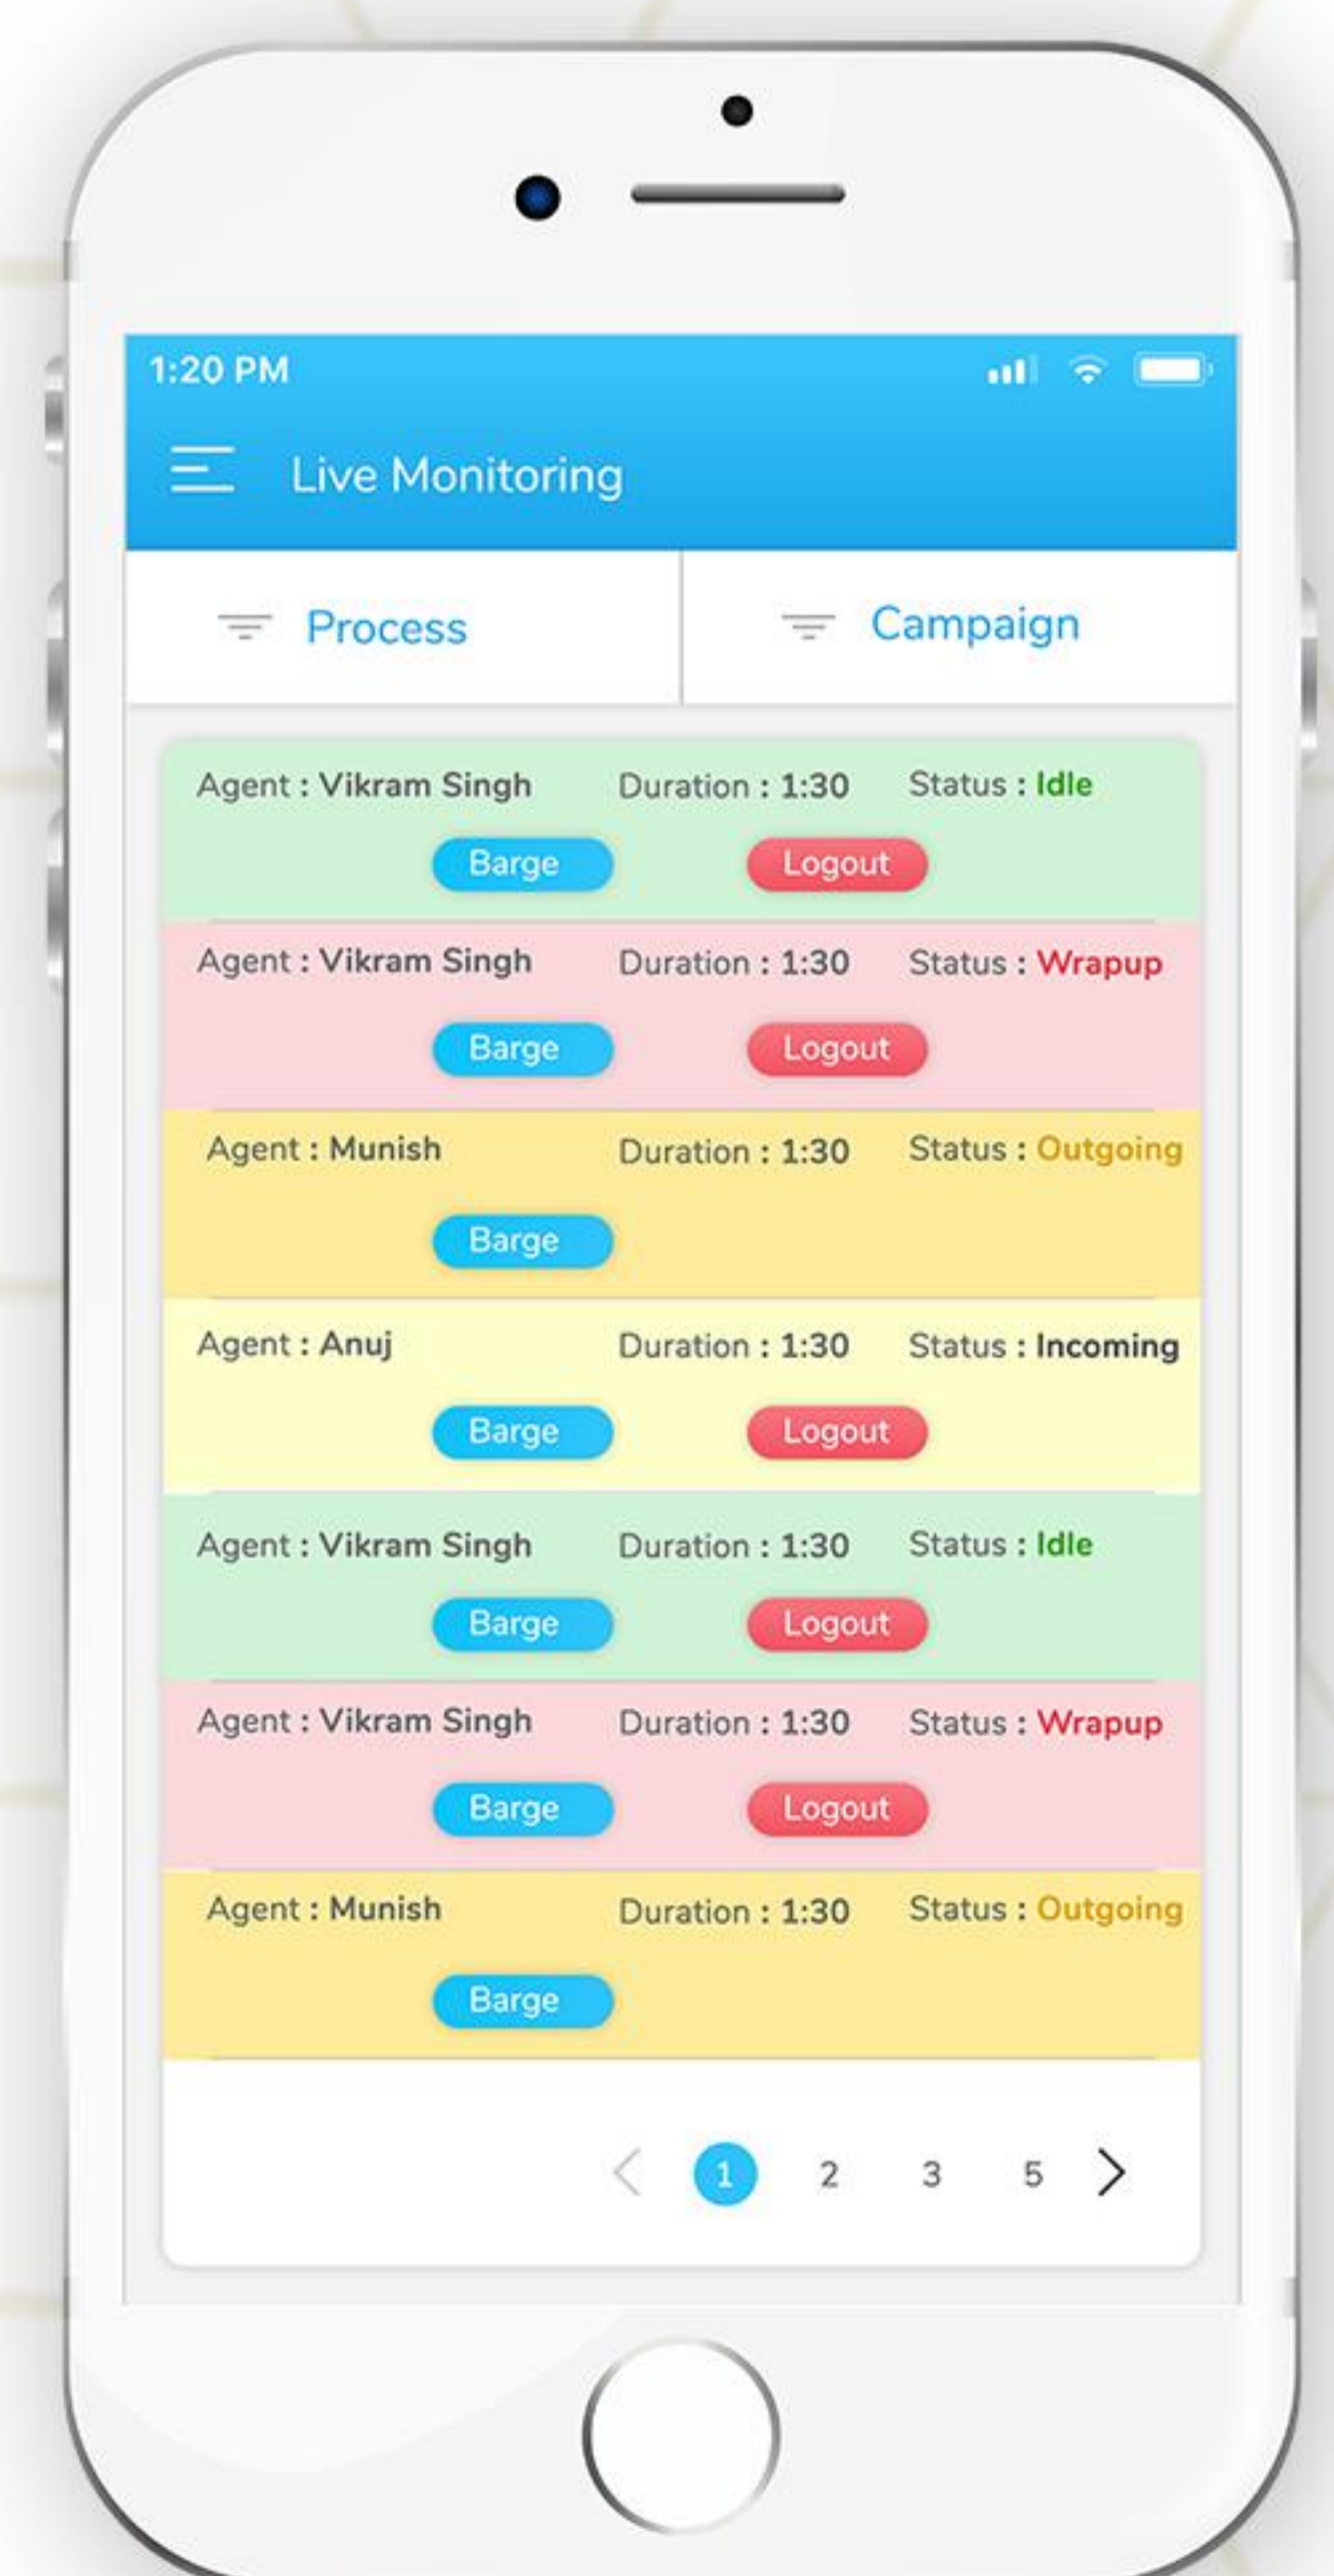 1:20 PM
Live Monitoring
Process Campaign
Agent : Vikram Singh Duration : 1:30 Status : Idle
Barge Logout
Agent : Vikram Singh Duration : 1:30 Status : Wrapup
Barge Logout
Agent : Munish Duration : 1:30 Status : Outgoing
Barge
Agent : Anuj Duration : 1:30 Status : Incoming
Barge Logout
Agent : Vikram Singh Duration : 1:30 Status : Idle
Barge Logout
Agent : Vikram Singh Duration : 1:30 Status : Wrapup
Barge Logout
Agent : Munish Duration : 1:30 Status : Outgoing
Barge
1 2 3 5